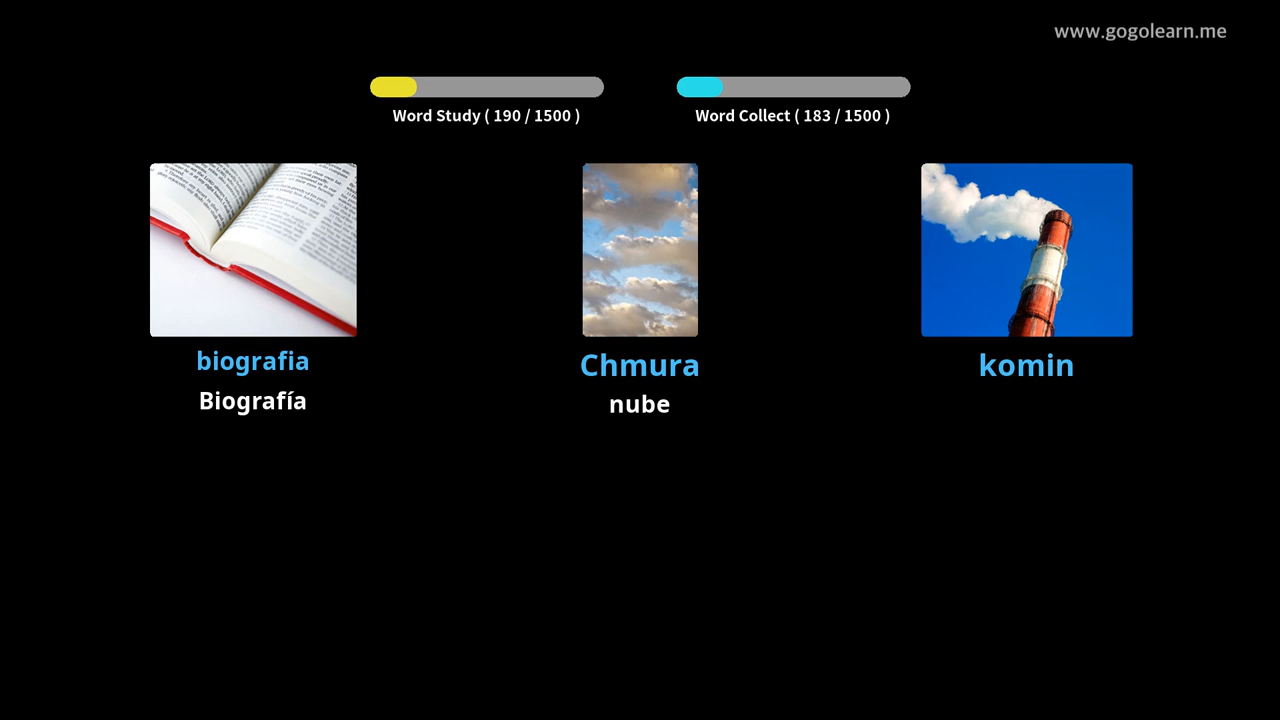 www.gogolearn.me
Word Study ( 190 / 1500 )
Word Collect ( 183 / 1500 )
biografia
Biografía
Chmura
nube
komin